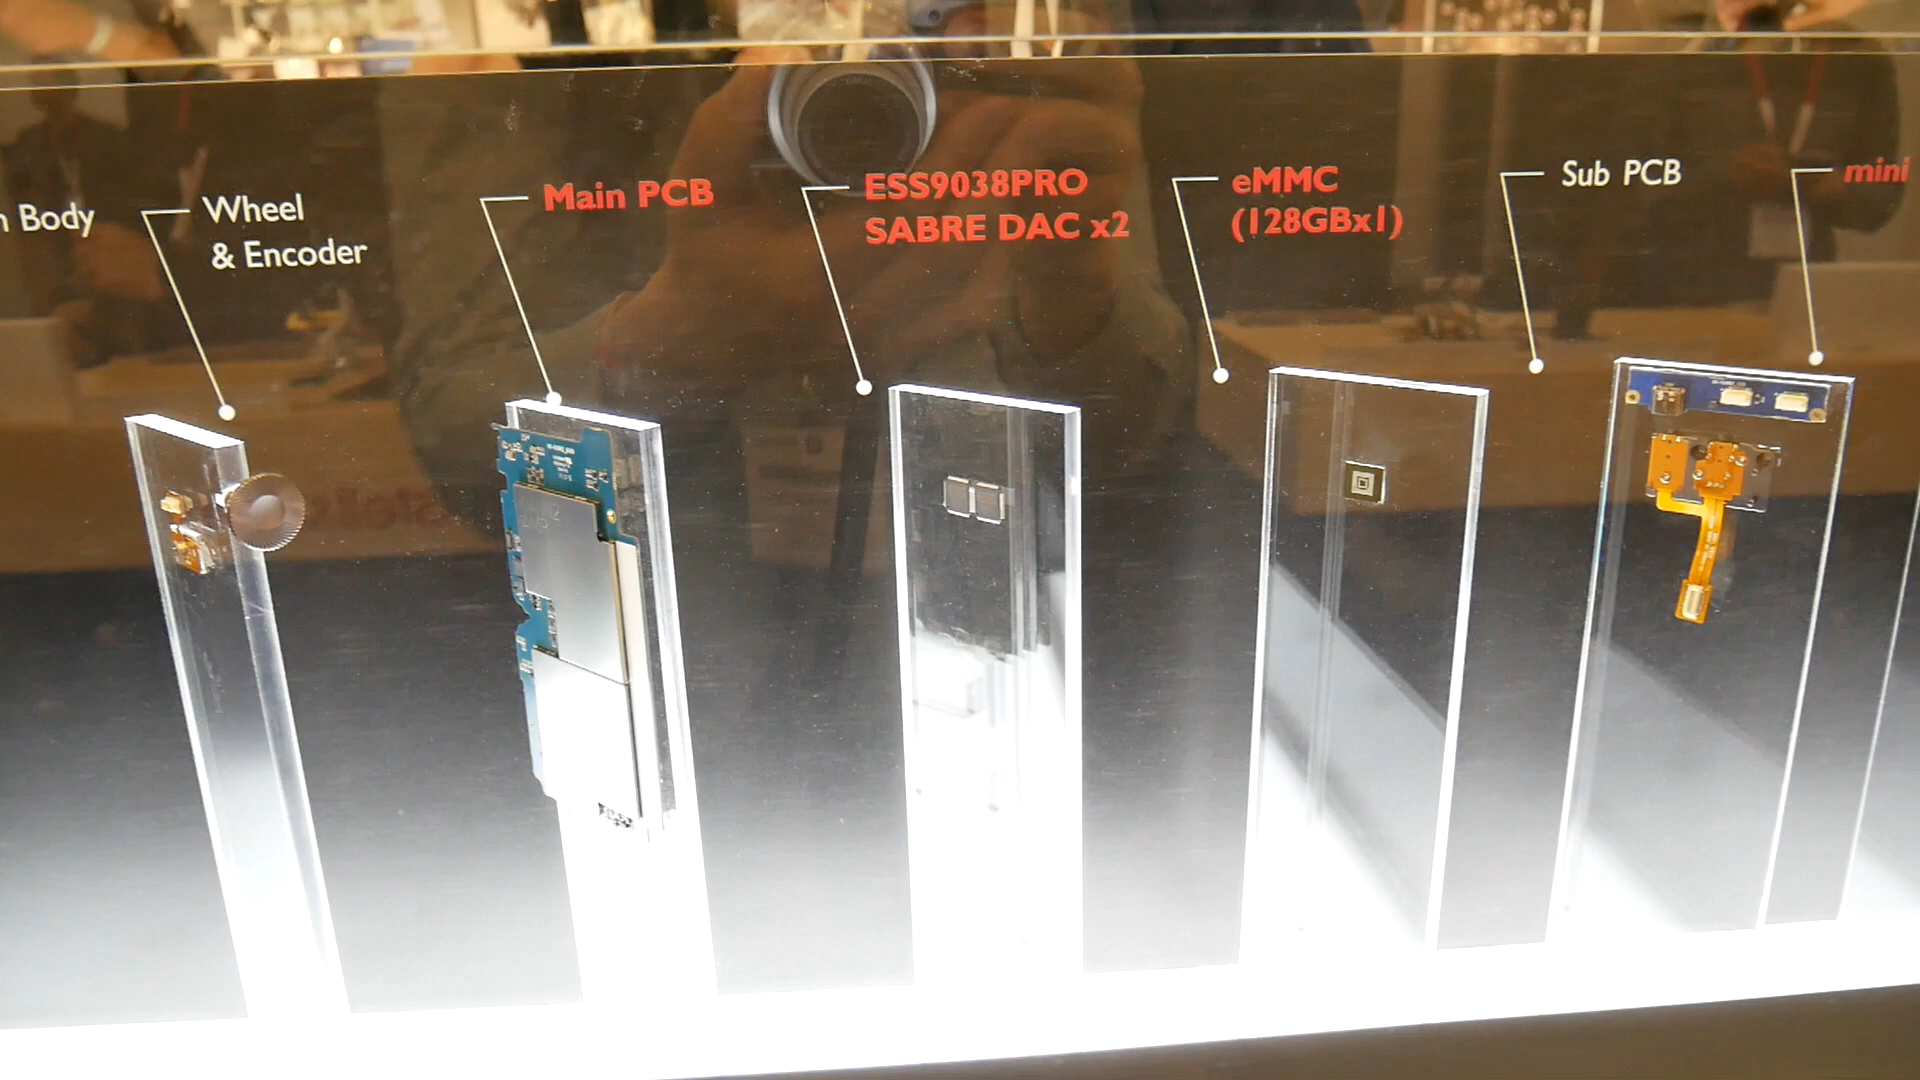 Body
Wheel
& Encoder
Main PCB
ESS9038PRO
SABRE DAC x2
eMMC
(128GBx1)
Sub PCB
mini